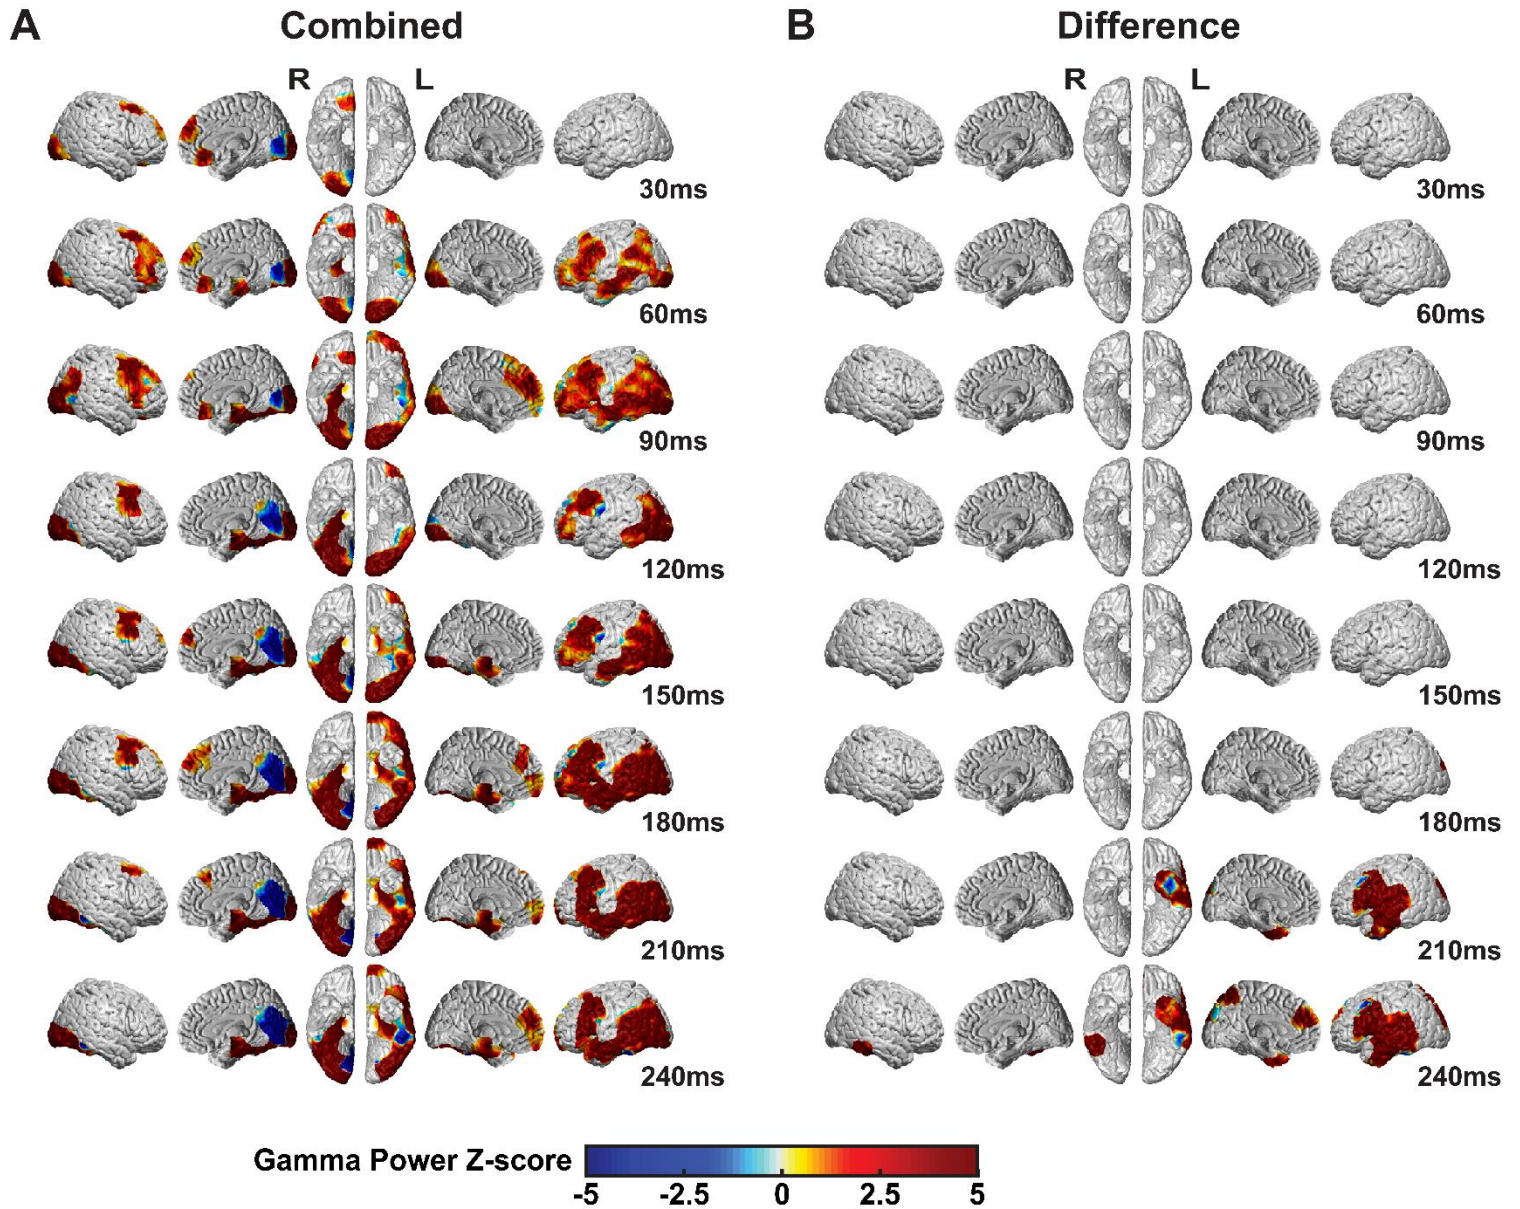 A Combined B Difference
R L R L
30ms 30ms
60ms 60ms
90ms 90ms
120ms 120ms
150ms 150ms
180ms 180ms
210ms 210ms
240ms 240ms
Gamma Power Z-score
-5 -2.5 0 2.5 5